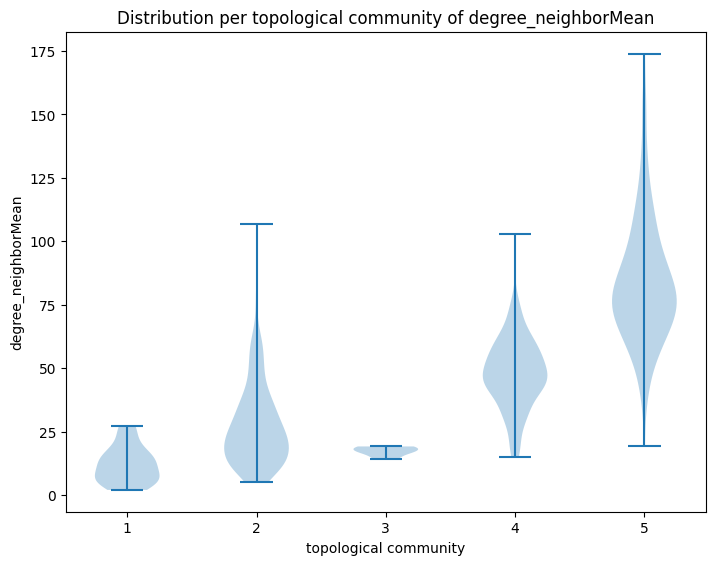 Distribution per topological community of degree_neighborMean
175
150
125
100
75
50
25
0
degree_neighborMean
1 2 3 4 5
topological community